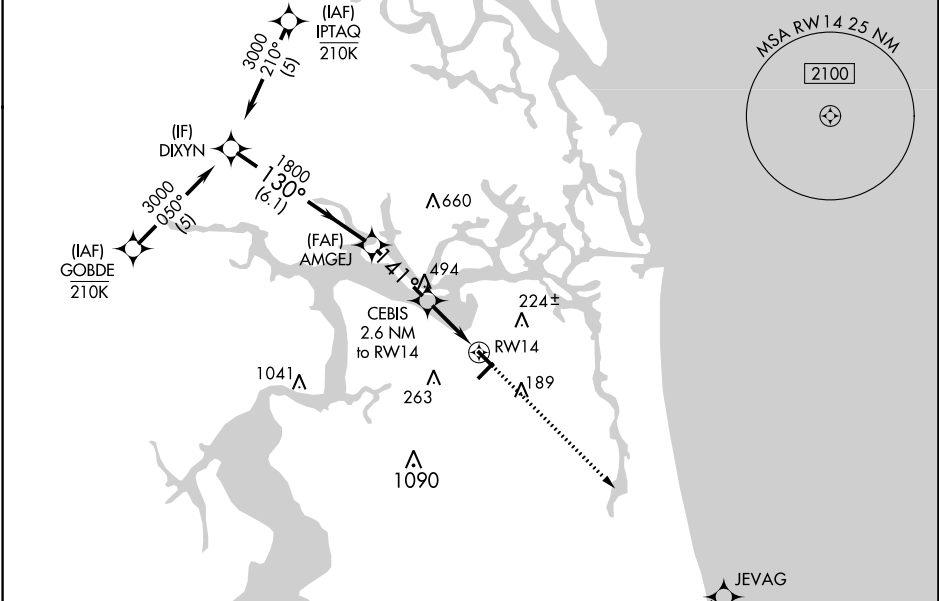 (IAF)
IPTAQ
210K
3000
210°
(5)
MSA RW14 25 NM
2100
(IF)
DIXYN
1800
130°
(6.1)
3000
050°
(5)
660
(IAF)
GOBDE
210K
(FAF)
AMGEJ
141°
494
CEBIS
2.6 NM
to RW14
224±
RW14
1041
263
189
1090
JEVAG